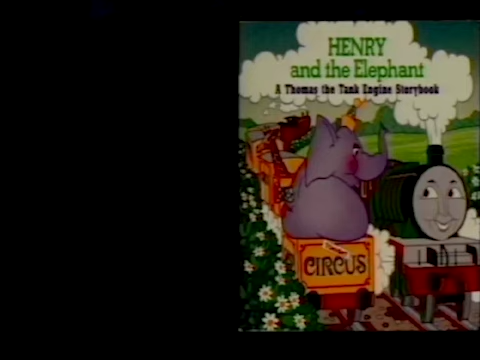 HENRY
and the Elephant
A Thomas the Tank Engine Storybook
CIRCUS